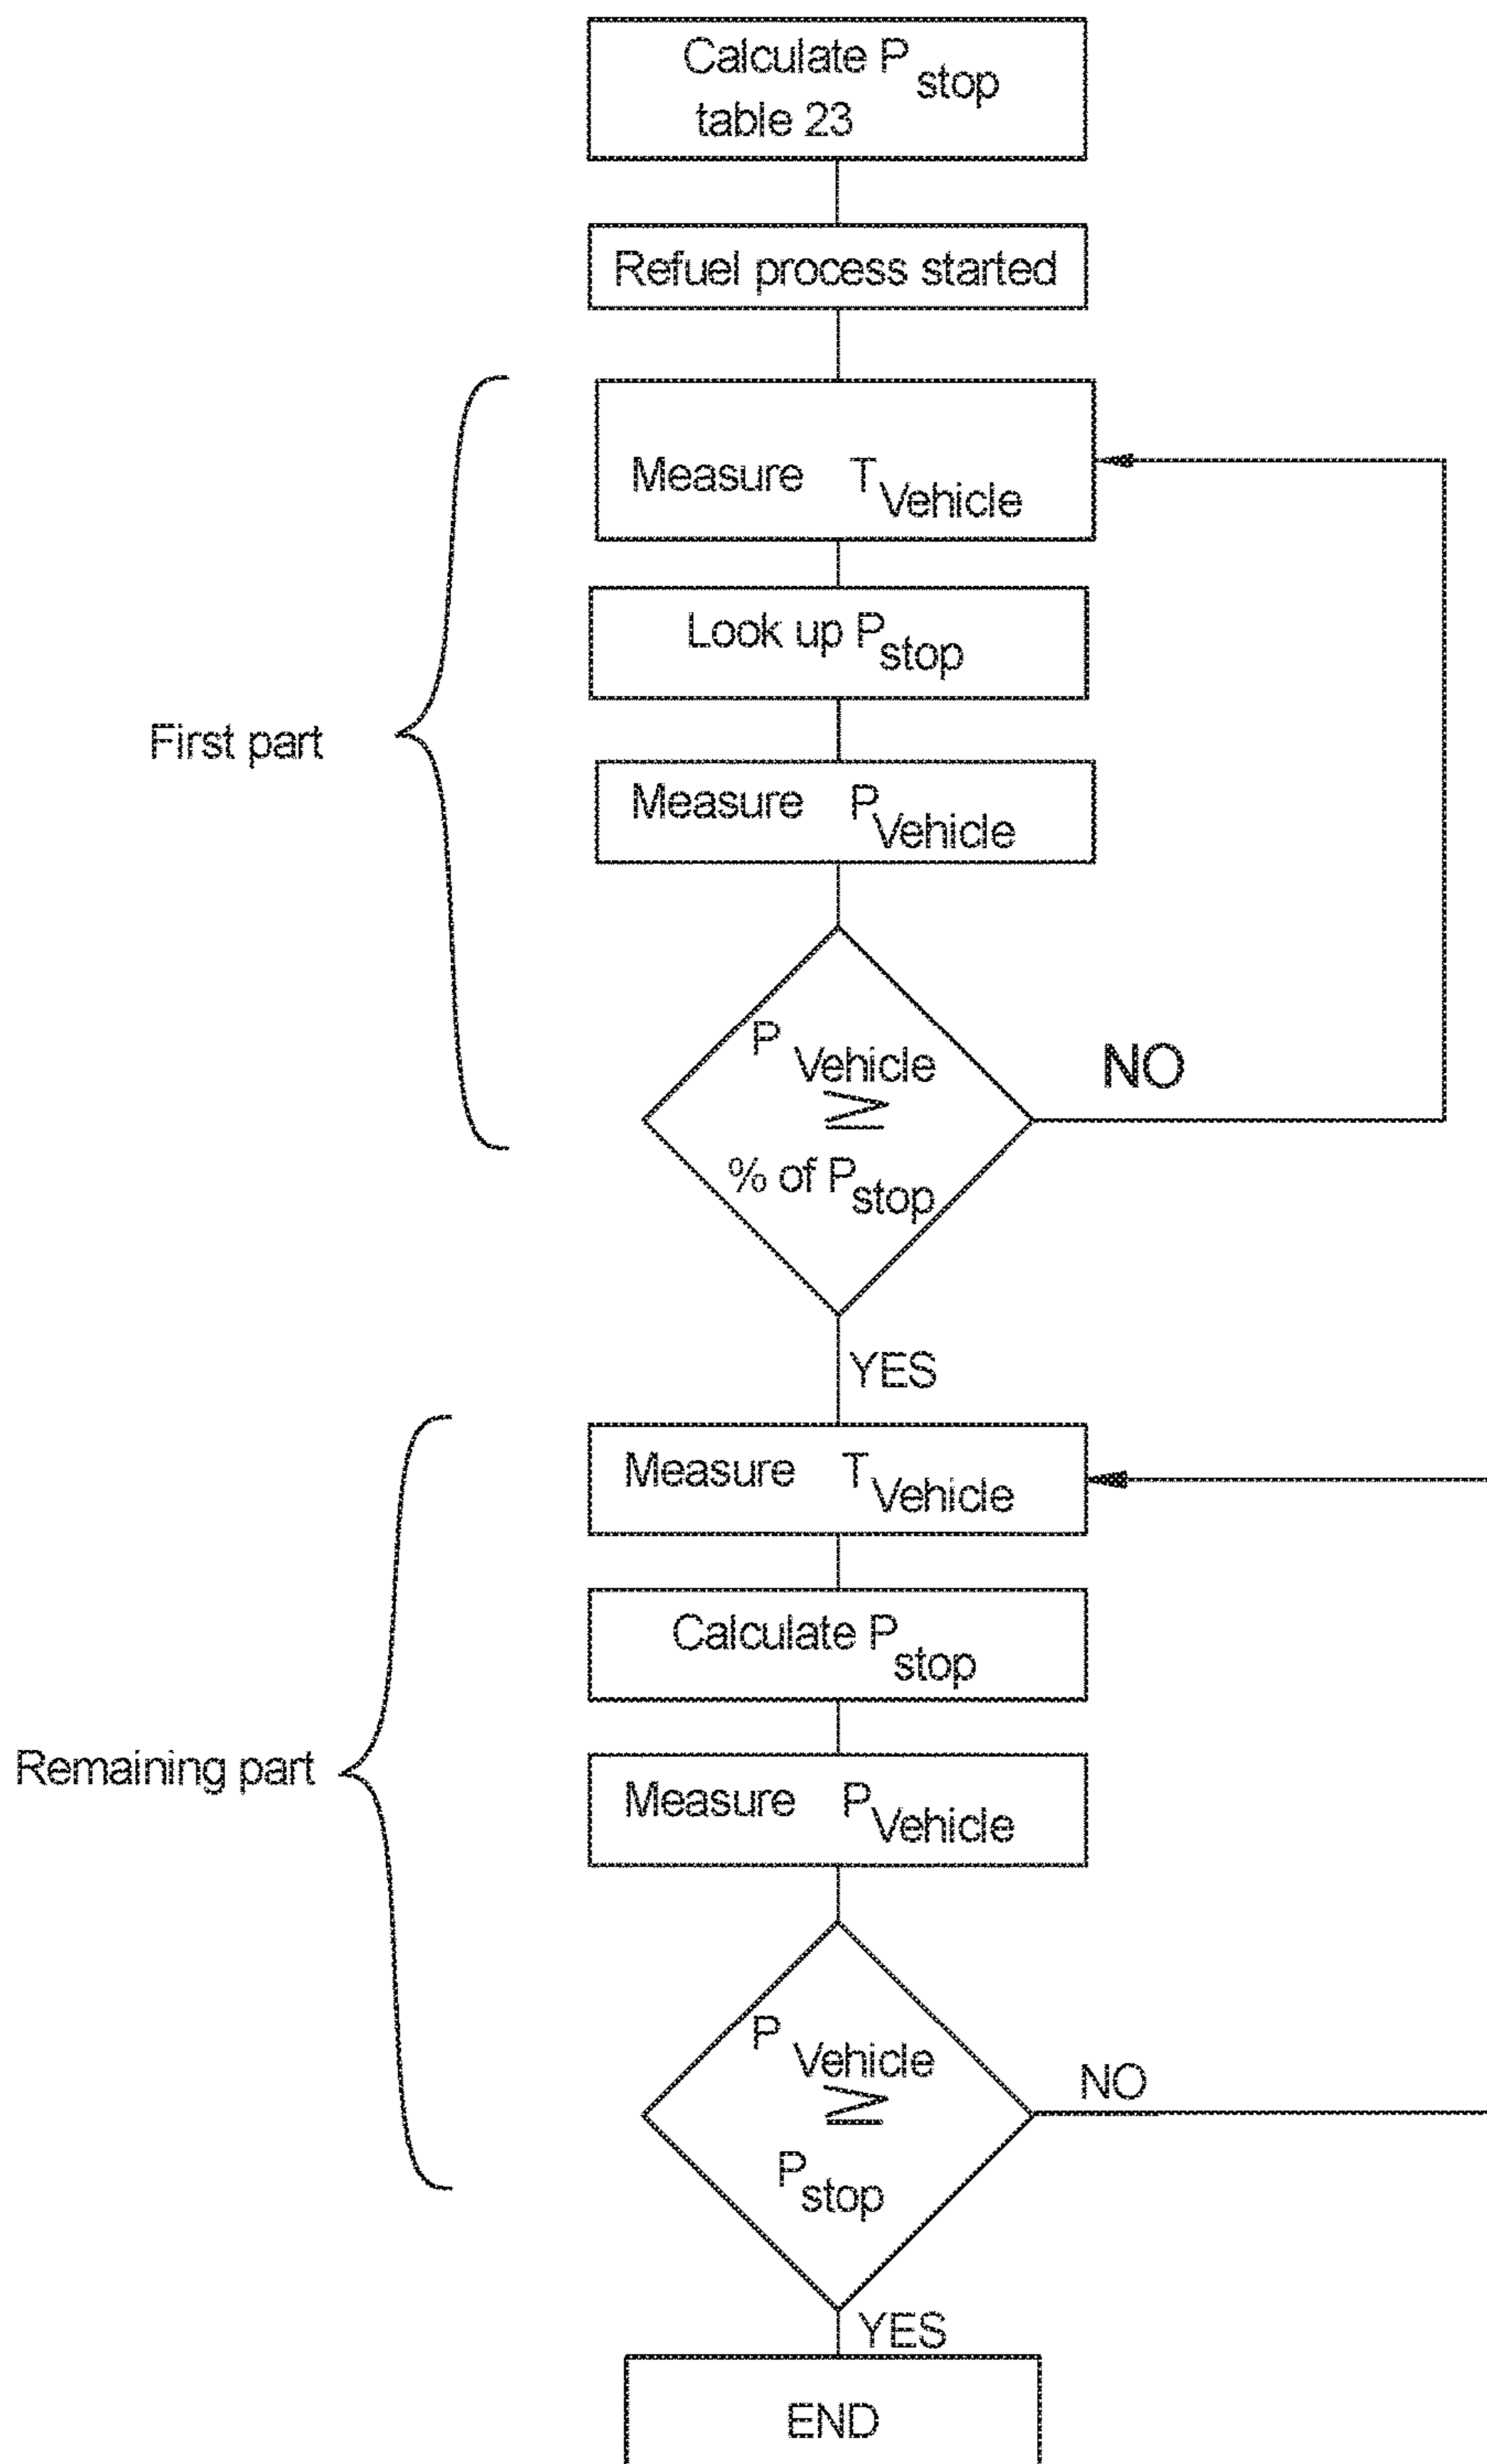 Calculate P stop
table 23
Refuel process started
Measure T Vehicle
Look up P stop
First part
Measure P Vehicle
P Vehicle
≥
% of P stop
NO
YES
Measure T Vehicle
Calculate P stop
Remaining part
Measure P Vehicle
P Vehicle
≥
P stop
NO
YES
END